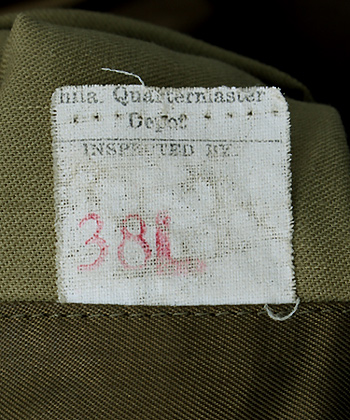 hila. Quartermaster
Depot
INSPECTED BY.
38L